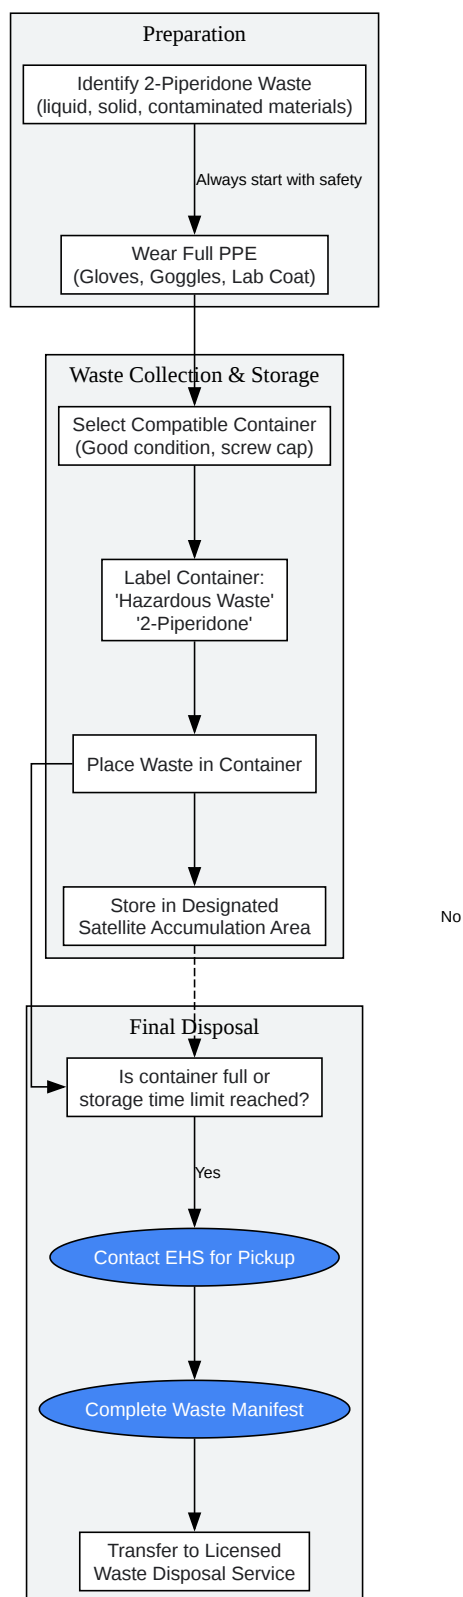 Preparation
Identify 2-Piperidone Waste
(liquid, solid, contaminated materials)
Always start with safety
Wear Full PPE
(Gloves, Goggles, Lab Coat)
Waste Collection & Storage
Select Compatible Container
(Good condition, screw cap)
Label Container:
'Hazardous Waste'
'2-Piperidone'
Place Waste in Container
Store in Designated
Satellite Accumulation Area
No
Final Disposal
Is container full or
storage time limit reached?
Yes
Contact EHS for Pickup
Complete Waste Manifest
Transfer to Licensed
Waste Disposal Service